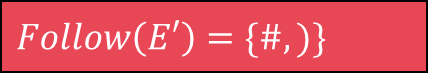 Follow(E′) = {#,)}